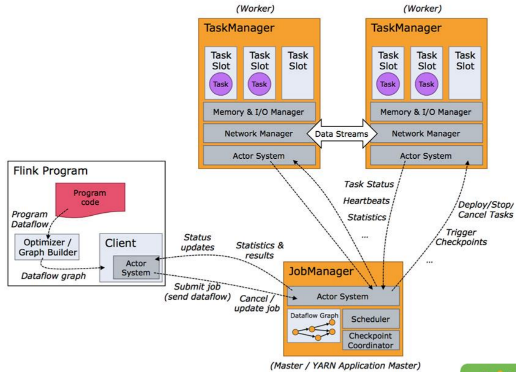 (Worker)
TaskManager
Task
Slot
Task
Task
Slot
Task
Task
Slot
Memory & I/O Manager
Network Manager
Actor System
(Worker)
TaskManager
Task
Slot
Task
Task
Slot
Task
Task
Slot
Memory & I/O Manager
Network Manager
Actor System
Data Streams
Flink Program
Program
code
Program
Dataflow
Optimizer /
Graph Builder
Dataflow graph
Client
Actor
System
Status
updates
Statistics &
results
Submit job
(send dataflow)
Cancel /
update job
Task Status
Heartbeats
Statistics
...
Deploy/Stop/
Cancel Tasks
Trigger
Checkpoints
...
JobManager
Actor System
Dataflow Graph
Scheduler
Checkpoint
Coordinator
(Master / YARN Application Master)